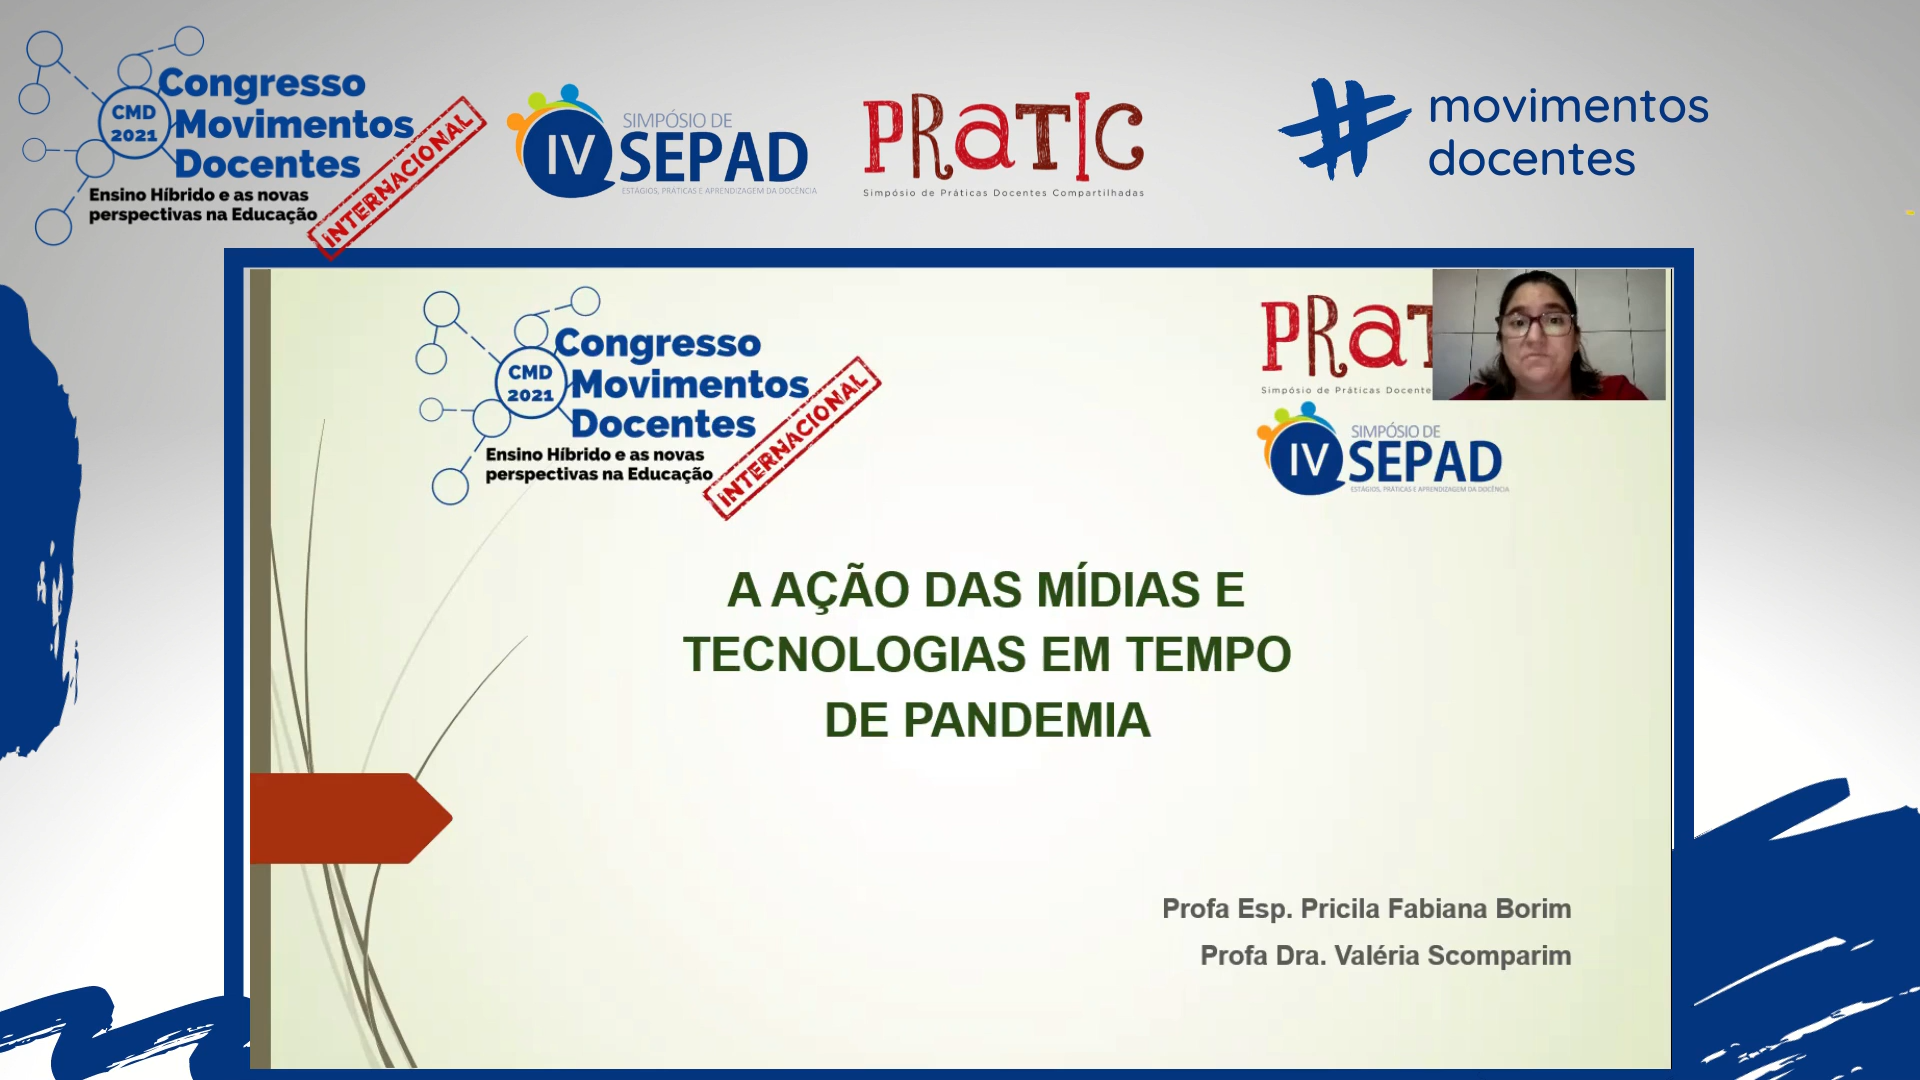 CMD
2021
Congresso
Movimentos
Docentes
Ensino Híbrido e as novas
perspectivas na Educação
INTERNACIONAL
IV
SIMPÓSIO DE
SEPAD
ESTÁGIOS, PRÁTICAS E APRENDIZAGEM DA DOCÊNCIA
PRATIC
Simpósio de Práticas Docentes Compartilhadas
#
movimentos
docentes
CMD
2021
Congresso
Movimentos
Docentes
Ensino Híbrido e as novas
perspectivas na Educação
INTERNACIONAL
PRAT
Simpósio de Práticas Docente
IV
SIMPÓSIO DE
SEPAD
ESTÁGIOS, PRÁTICAS E APRENDIZAGEM DA DOCÊNCIA
A AÇÃO DAS MÍDIAS E
TECNOLOGIAS EM TEMPO
DE PANDEMIA
Profa Esp. Pricila Fabiana Borim
Profa Dra. Valéria Scomparim